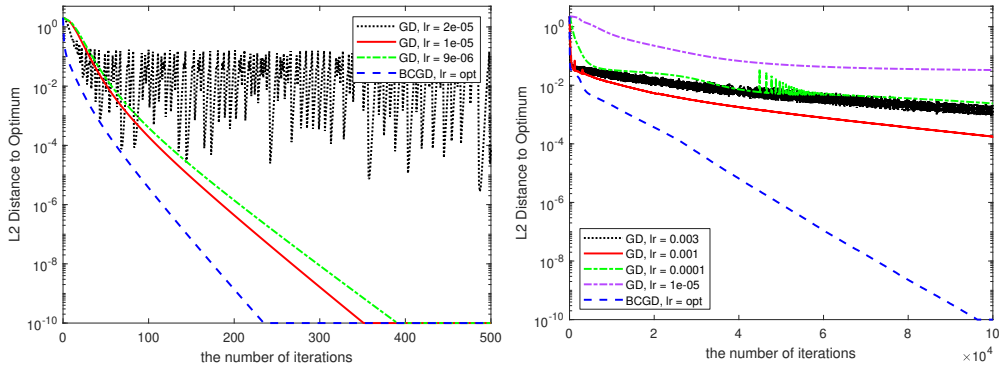 L2 Distance to Optimum
10^0
10^-2
10^-4
10^-6
10^-8
10^-10
GD, lr = 2e-05
GD, lr = 1e-05
GD, lr = 9e-06
BCGD, lr = opt
0 100 200 300 400 500
the number of iterations
L2 Distance to Optimum
10^0
10^-2
10^-4
10^-6
10^-8
10^-10
GD, lr = 0.003
GD, lr = 0.001
GD, lr = 0.0001
GD, lr = 1e-05
BCGD, lr = opt
0 2 4 6 8 10
the number of iterations
×10^4